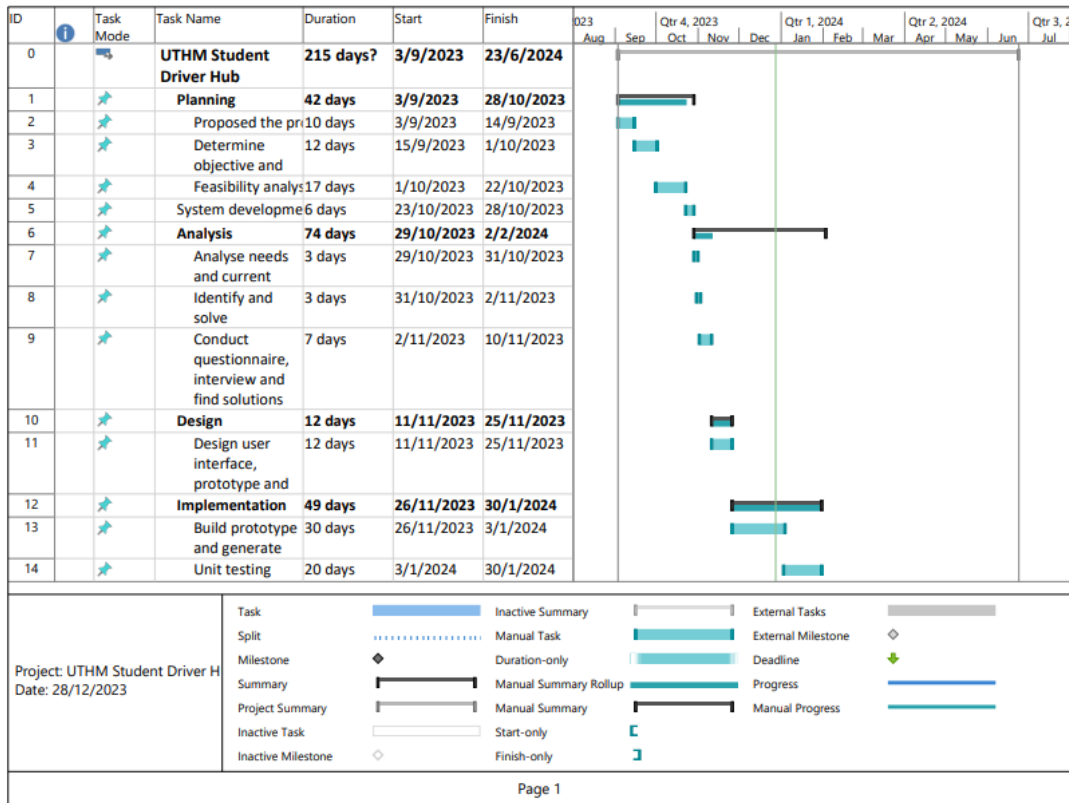 ID Task Mode Task Name Duration Start Finish 023 Qtr 4, 2023 Qtr 1, 2024 Qtr 2, 2024 Qtr 3, 2
Aug Sep Oct Nov Dec Jan Feb Mar Apr May Jun Jul
0 UTHM Student 215 days? 3/9/2023 23/6/2024
Driver Hub
1 Planning 42 days 3/9/2023 28/10/2023
2 Proposed the pr 10 days 3/9/2023 14/9/2023
3 Determine 12 days 15/9/2023 1/10/2023
objective and
4 Feasibility analys 17 days 1/10/2023 22/10/2023
5 System developme 6 days 23/10/2023 28/10/2023
6 Analysis 74 days 29/10/2023 2/2/2024
7 Analyse needs 3 days 29/10/2023 31/10/2023
and current
8 Identify and 3 days 31/10/2023 2/11/2023
solve
9 Conduct 7 days 2/11/2023 10/11/2023
questionnaire,
interview and
find solutions
10 Design 12 days 11/11/2023 25/11/2023
11 Design user 12 days 11/11/2023 25/11/2023
interface,
prototype and
12 Implementation 49 days 26/11/2023 30/1/2024
13 Build prototype 30 days 26/11/2023 3/1/2024
and generate
14 Unit testing 20 days 3/1/2024 30/1/2024
Project: UTHM Student Driver H
Date: 28/12/2023
Task
Split
Milestone
Summary
Project Summary
Inactive Task
Inactive Milestone
Inactive Summary
Manual Task
Duration-only
Manual Summary Rollup
Manual Summary
Start-only
Finish-only
External Tasks
External Milestone
Deadline
Progress
Manual Progress
Page 1